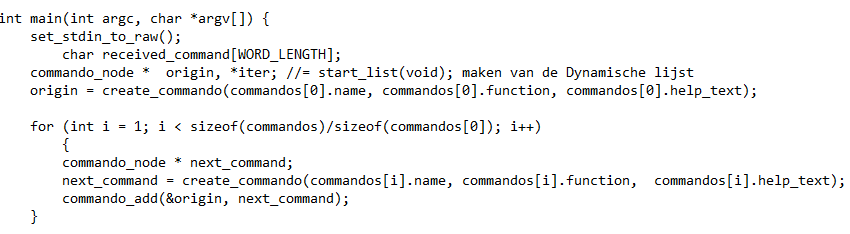 int main(int argc, char *argv[]) {
    set_stdin_to_raw();
        char received_command[WORD_LENGTH];
    commando_node *  origin, *iter; //= start_list(void); maken van de Dynamische lijst
    origin = create_commando(commandos[0].name, commandos[0].function, commandos[0].help_text);

    for (int i = 1; i < sizeof(commandos)/sizeof(commandos[0]); i++)
        {
        commando_node * next_command;
        next_command = create_commando(commandos[i].name, commandos[i].function,  commandos[i].help_text);
        commando_add(&origin, next_command);
    }